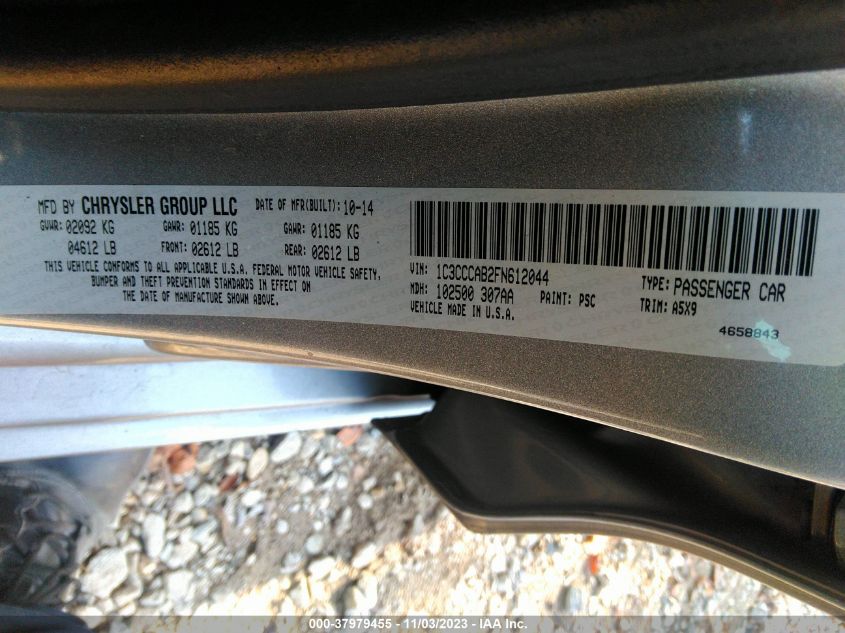 MFD BY CHRYSLER GROUP LLC DATE OF MFR(BUILT): 10-14
GVWR: 02092 KG GAWR: 01185 KG GAWR: 01185 KG
04612 LB FRONT: 02612 LB REAR: 02612 LB
THIS VEHICLE CONFORMS TO ALL APPLICABLE U.S.A. FEDERAL MOTOR VEHICLE SAFETY,
BUMPER AND THEFT PREVENTION STANDARDS IN EFFECT ON
THE DATE OF MANUFACTURE SHOWN ABOVE.
VIN: 1C3CCCAB2FN612044 TYPE: PASSENGER CAR
MDH: 102500 307AA PAINT: PSC TRIM: A5X9
VEHICLE MADE IN U.S.A.
4658843
000-37979455 - 11/03/2023 - IAA Inc.